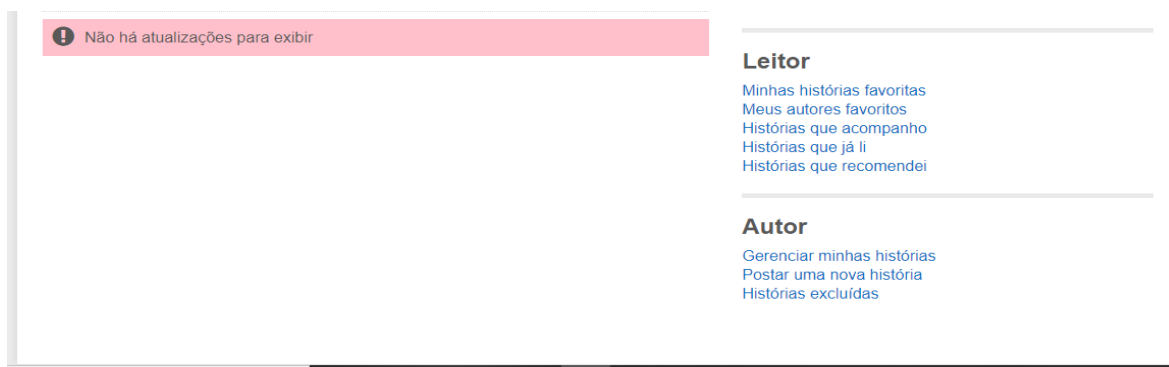 Não há atualizações para exibir
Leitor
Minhas histórias favoritas
Meus autores favoritos
Histórias que acompanho
Histórias que já li
Histórias que recomendei
Autor
Gerenciar minhas histórias
Postar uma nova história
Histórias excluídas